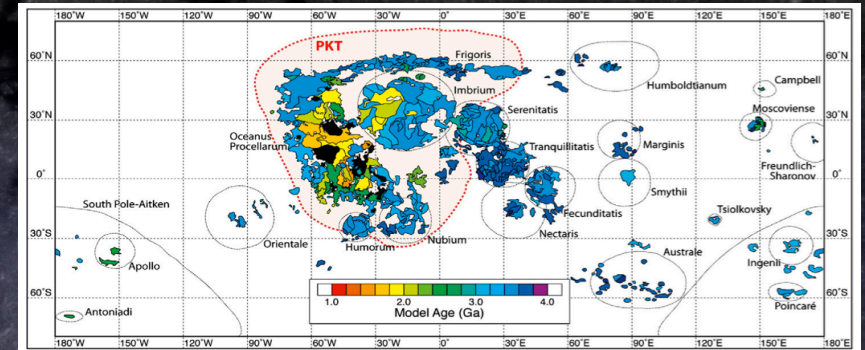 180°W 150°W 120°W 90°W 60°W 30°W 0° 30°E 60°E 90°E 120°E 150°E 180°E
PKT
Frigoris
60°N 60°N
Humboldtianum
Campbell
Imbrium
Moscoviense
Serenitatis
30°N 30°N
Oceanus
Procellarum
Tranquillitatis
Marginis
Freundlich-
Sharonov
0° 0°
Smythii
South Pole-Aitken
Tsiolkovsky
Fecunditatis
Nectaris
30°S 30°S
Orientale
Humorum
Nubium
Australe
Ingenii
Apollo
60°S 60°S
1.0 2.0 3.0 4.0
Model Age (Ga)
Poincaré
Antoniadi
180°W 150°W 120°W 90°W 60°W 30°W 0° 30°E 60°E 90°E 120°E 150°E 180°E